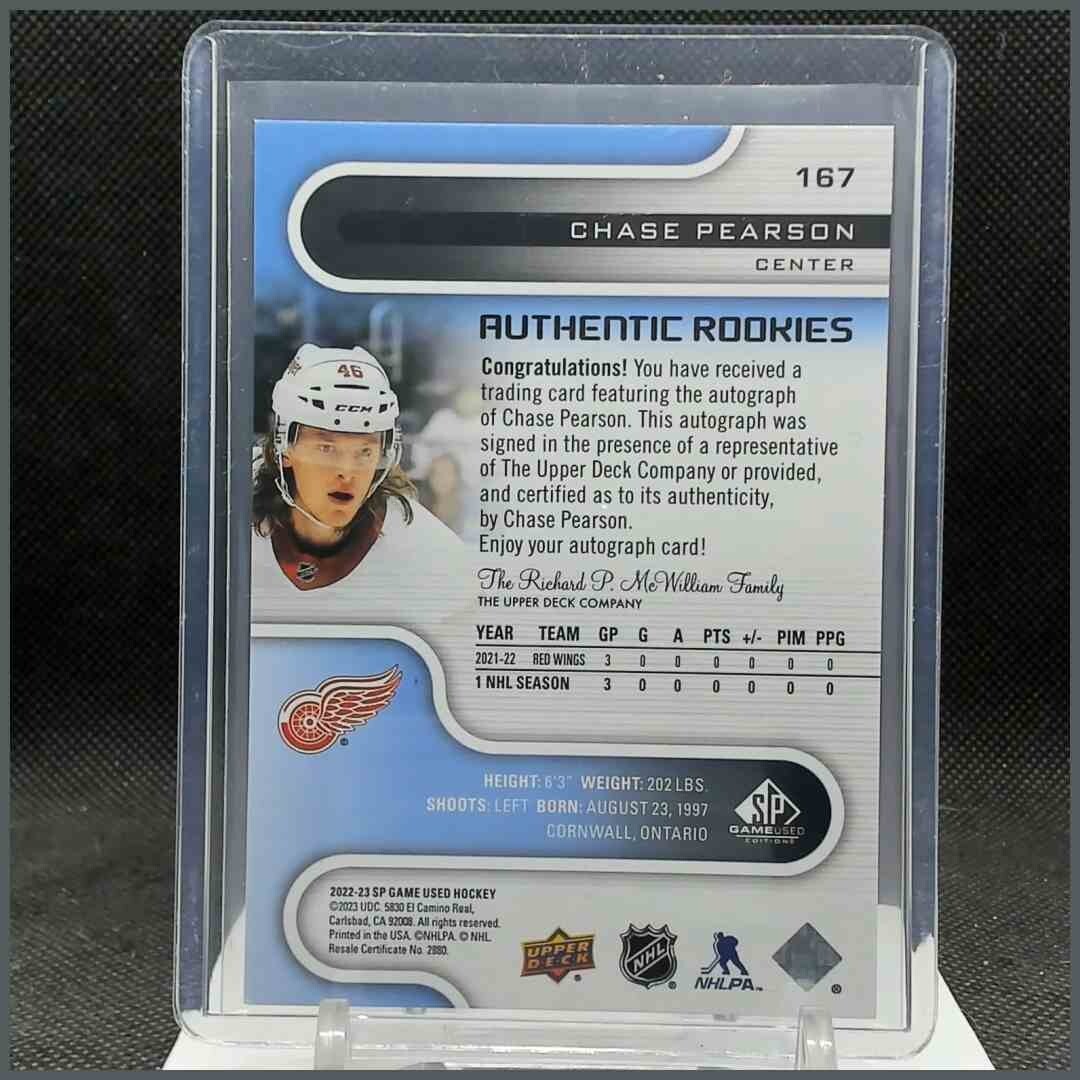 167
CHASE PEARSON
CENTER
AUTHENTIC ROOKIES
Congratulations! You have received a
trading card featuring the autograph
of Chase Pearson. This autograph was
signed in the presence of a representative
of The Upper Deck Company or provided,
and certified as to its authenticity,
by Chase Pearson.
Enjoy your autograph card!
The Richard P. McWilliam Family
THE UPPER DECK COMPANY
46
CCM
YEAR TEAM GP G A PTS +/- PIM PPG
2021-22 RED WINGS 3 0 0 0 0 0 0
1 NHL SEASON 3 0 0 0 0 0 0
HEIGHT: 6'3" WEIGHT: 202 LBS.
SHOOTS: LEFT BORN: AUGUST 23, 1997
CORNWALL, ONTARIO
SP
GAMEUSED
EDITIONS
2022-23 SP GAME USED HOCKEY
©2023 UDC. 5830 El Camino Real,
Carlsbad, CA 92008. All rights reserved.
Printed in the USA. ©NHLPA. © NHL.
Resale Certificate No. 2880.
UPPER
DECK ®
NHL ®
NHLPA™
®